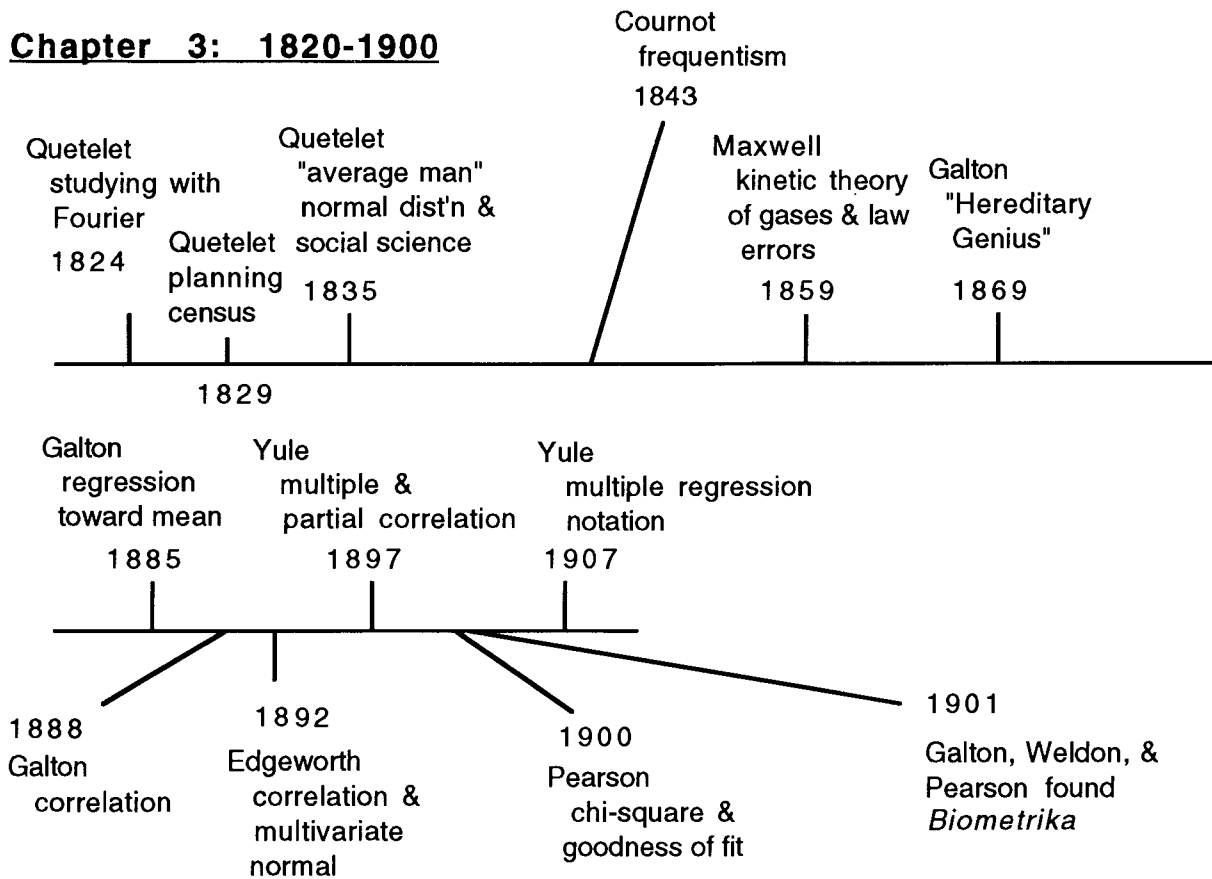 Chapter 3: 1820-1900
Quetelet
studying with
Fourier
1824
Quetelet
planning
census
1829
Quetelet
"average man"
normal dist'n &
social science
1835
Cournot
frequentism
1843
Maxwell
kinetic theory
of gases & law
errors
1859
Galton
"Hereditary
Genius"
1869
Galton
regression
toward mean
1885
1888
Galton
correlation
1892
Edgeworth
correlation &
multivariate
normal
Yule
multiple &
partial correlation
1897
1900
Pearson
chi-square &
goodness of fit
1901
Galton, Weldon, &
Pearson found
Biometrika
Yule
multiple regression
notation
1907